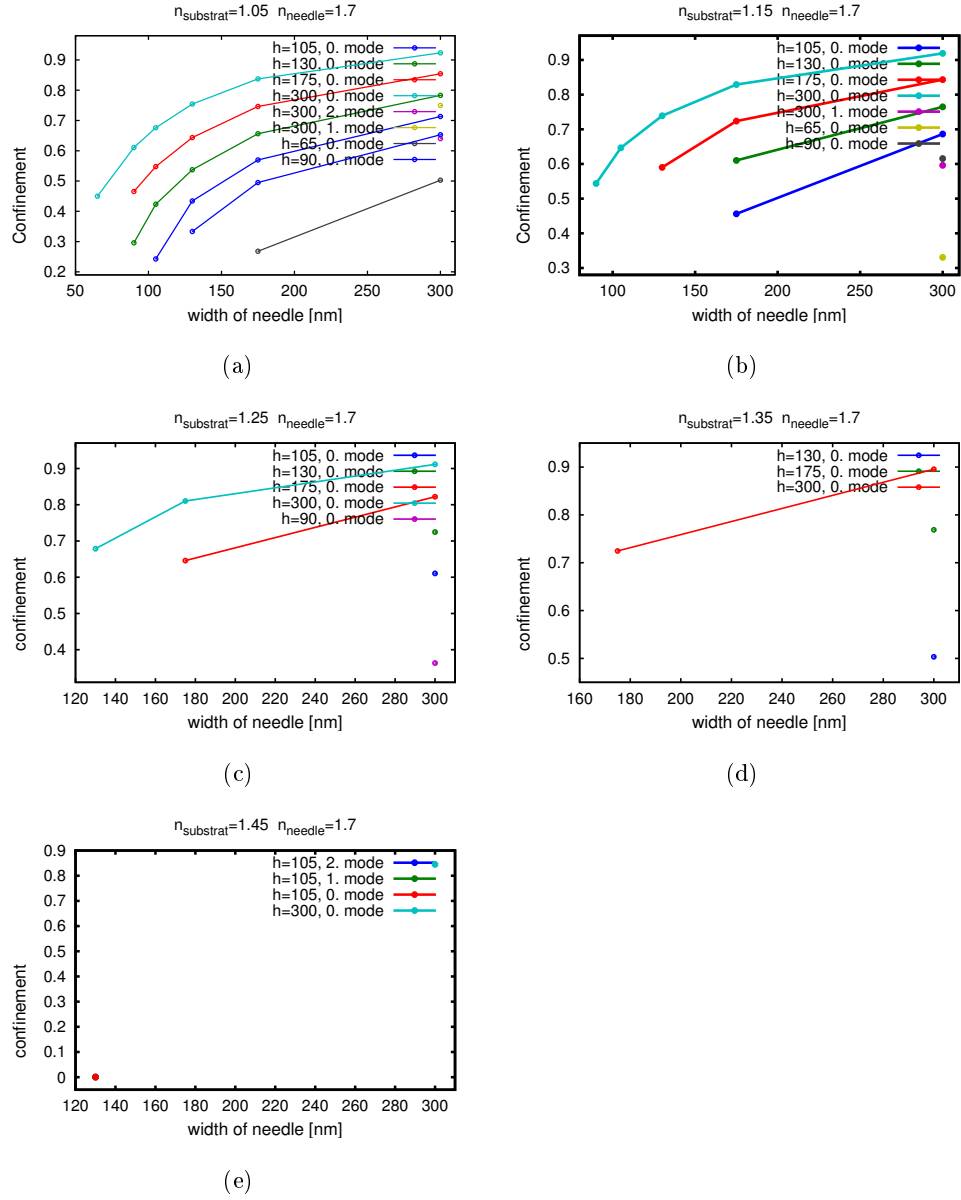 n_substrat=1.05 n_needle=1.7
h=105, 0. mode
h=130, 0. mode
h=175, 0. mode
h=300, 0. mode
h=300, 2. mode
h=300, 1. mode
h=65, 0. mode
h=90, 0. mode
Confinement
0.9
0.8
0.7
0.6
0.5
0.4
0.3
0.2
50 100 150 200 250 300
width of needle [nm]
(a)
n_substrat=1.15 n_needle=1.7
h=105, 0. mode
h=130, 0. mode
h=175, 0. mode
h=300, 0. mode
h=300, 1. mode
h=65, 0. mode
h=90, 0. mode
Confinement
0.9
0.8
0.7
0.6
0.5
0.4
0.3
100 150 200 250 300
width of needle [nm]
(b)
n_substrat=1.25 n_needle=1.7
h=105, 0. mode
h=130, 0. mode
h=175, 0. mode
h=300, 0. mode
h=90, 0. mode
confinement
0.9
0.8
0.7
0.6
0.5
0.4
120 140 160 180 200 220 240 260 280 300
width of needle [nm]
(c)
n_substrat=1.35 n_needle=1.7
h=130, 0. mode
h=175, 0. mode
h=300, 0. mode
confinement
0.9
0.8
0.7
0.6
0.5
160 180 200 220 240 260 280 300
width of needle [nm]
(d)
n_substrat=1.45 n_needle=1.7
h=105, 2. mode
h=105, 1. mode
h=105, 0. mode
h=300, 0. mode
confinement
0.9
0.8
0.7
0.6
0.5
0.4
0.3
0.2
0.1
0
120 140 160 180 200 220 240 260 280 300
width of needle [nm]
(e)